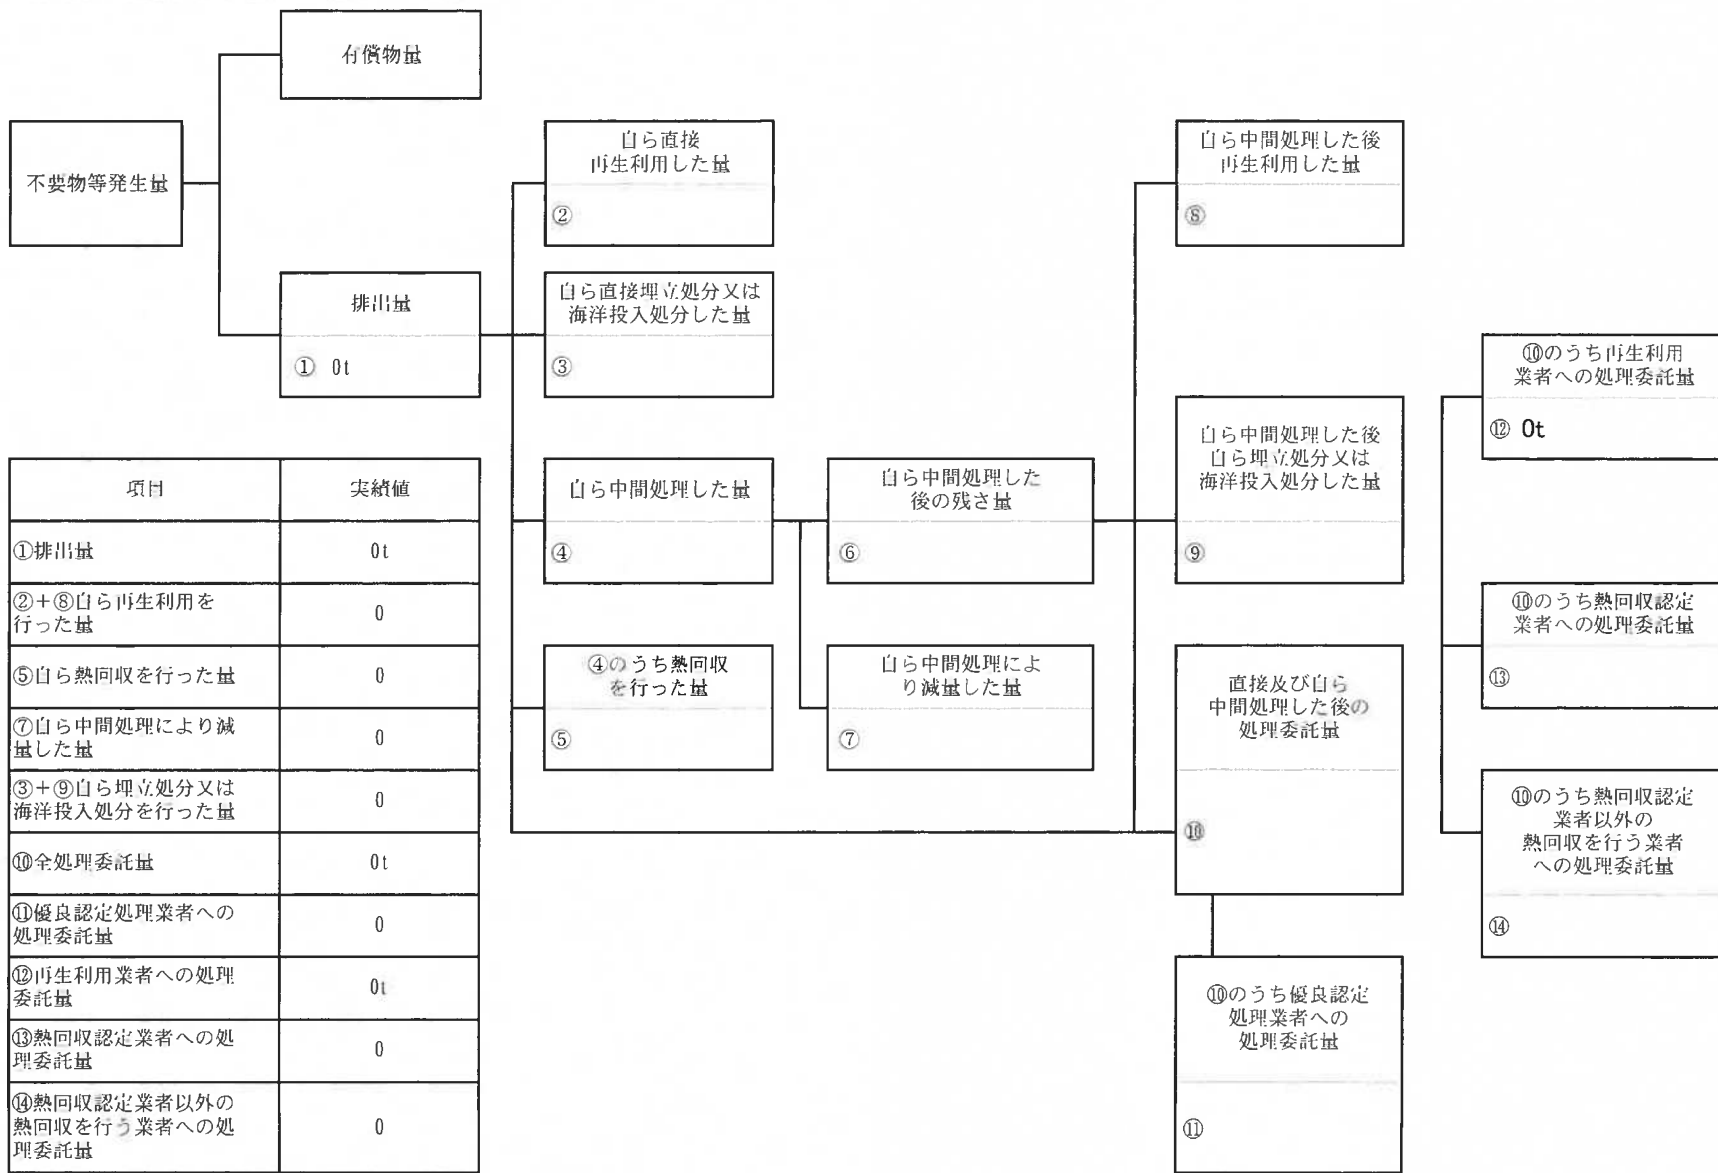 有償物量
不要物等発生量
排出量
① 0t
自ら直接
再生利用した量
②
自ら直接埋立処分又は
海洋投入処分した量
③
自ら中間処理した量
④
④のうち熱回収
を行った量
⑤
自ら中間処理した
後の残さ量
⑥
自ら中間処理によ
り減量した量
⑦
自ら中間処理した後
再生利用した量
⑧
自ら中間処理した後
自ら埋立処分又は
海洋投入処分した量
⑨
直接及び自ら
中間処理した後の
処理委託量
⑩
⑩のうち優良認定
処理業者への
処理委託量
⑪
⑩のうち再生利用
業者への処理委託量
⑫ 0t
⑩のうち熱回収認定
業者への処理委託量
⑬
⑩のうち熱回収認定
業者以外の
熱回収を行う業者
への処理委託量
⑭
項目 実績値
①排出量 0t
②+⑧自ら再生利用を
行った量 0
⑤自ら熱回収を行った量 0
⑦自ら中間処理により減
量した量 0
③+⑨自ら埋立処分又は
海洋投入処分を行った量 0
⑩全処理委託量 0t
⑪優良認定処理業者への
処理委託量 0
⑫再生利用業者への処理
委託量 0t
⑬熱回収認定業者への処
理委託量 0
⑭熱回収認定業者以外の
熱回収を行う業者への処
理委託量 0